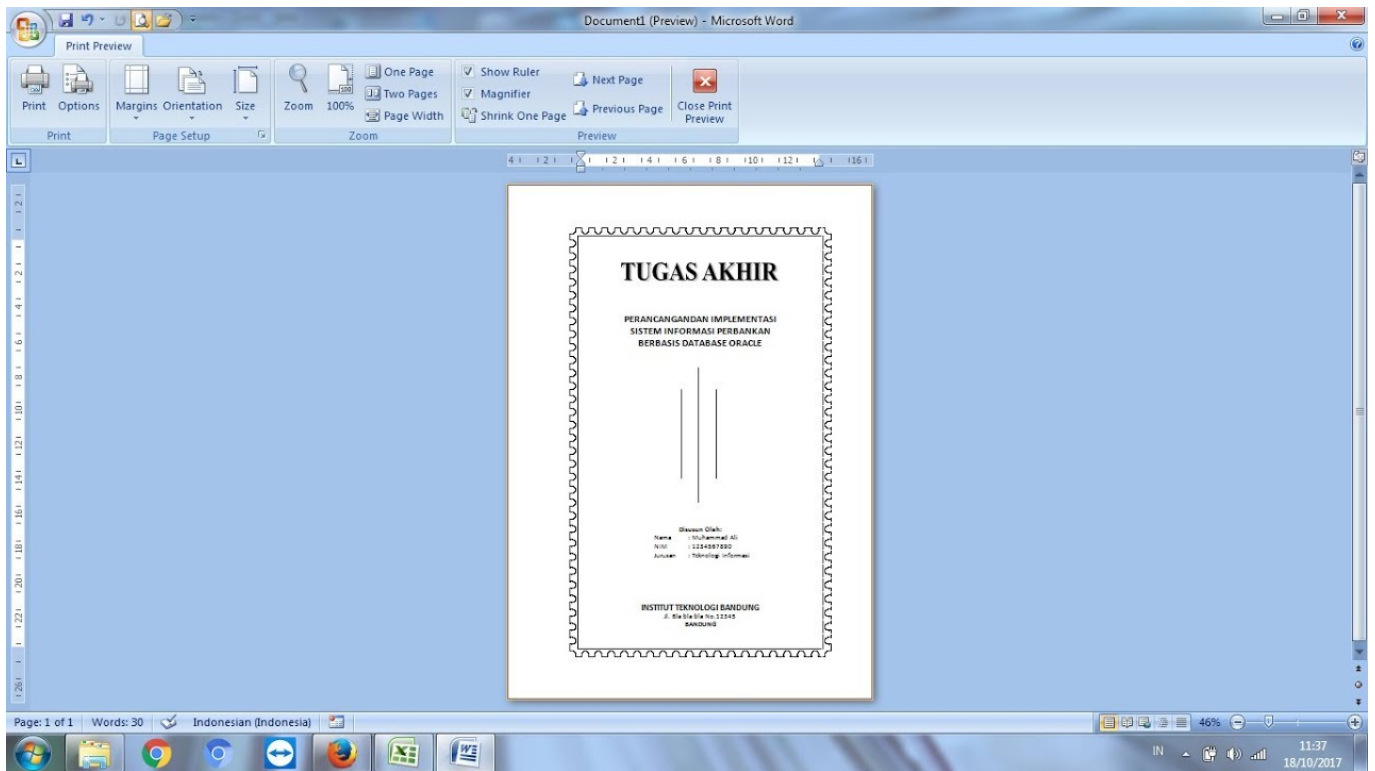 Document1 (Preview) - Microsoft Word
Print Preview
Print
Options
Margins
Orientation
Size
Zoom
100%
One Page
Two Pages
Page Width
Show Ruler
Magnifier
Shrink One Page
Next Page
Previous Page
Close Print
Preview
Print
Page Setup
Zoom
Preview
TUGAS AKHIR
PERANCANGANDAN IMPLEMENTASI
SISTEM INFORMASI PERBANKAN
BERBASIS DATABASE ORACLE
Disusun Oleh:
Nama : Muhammad Ali
NIM : 1234567890
Jurusan : Teknologi Informasi
INSTITUT TEKNOLOGI BANDUNG
Jl. Bla bla bla No.12345
BANDUNG
Page: 1 of 1 Words: 30 Indonesian (Indonesia) 46%
IN 11:37
18/10/2017